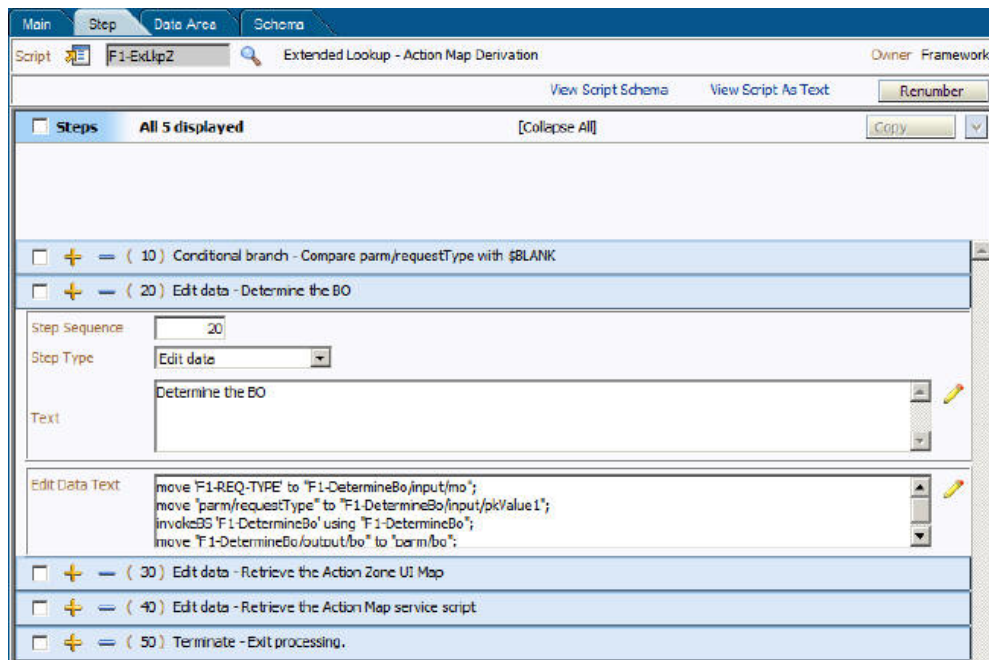 Main Step Data Area Schema
Script F1-ExLkpZ Extended Lookup - Action Map Derivation Owner Framework
View Script Schema View Script As Text Renumber
Steps All 5 displayed [Collapse All] Copy
( 10 ) Conditional branch - Compare parm/requestType with $BLANK
( 20 ) Edit data - Determine the BO
Step Sequence 20
Step Type Edit data
Text Determine the BO
Edit Data Text move 'F1-REQ-TYPE' to "F1-DetermineBo/input/mo";
move "parm/requestType" to "F1-DetermineBo/input/pkValue1";
invokeBS 'F1-DetermineBo' using "F1-DetermineBo";
move "F1-DetermineBo/output/bo" to "parm/bo";
( 30 ) Edit data - Retrieve the Action Zone UI Map
( 40 ) Edit data - Retrieve the Action Map service script
( 50 ) Terminate - Exit processing.